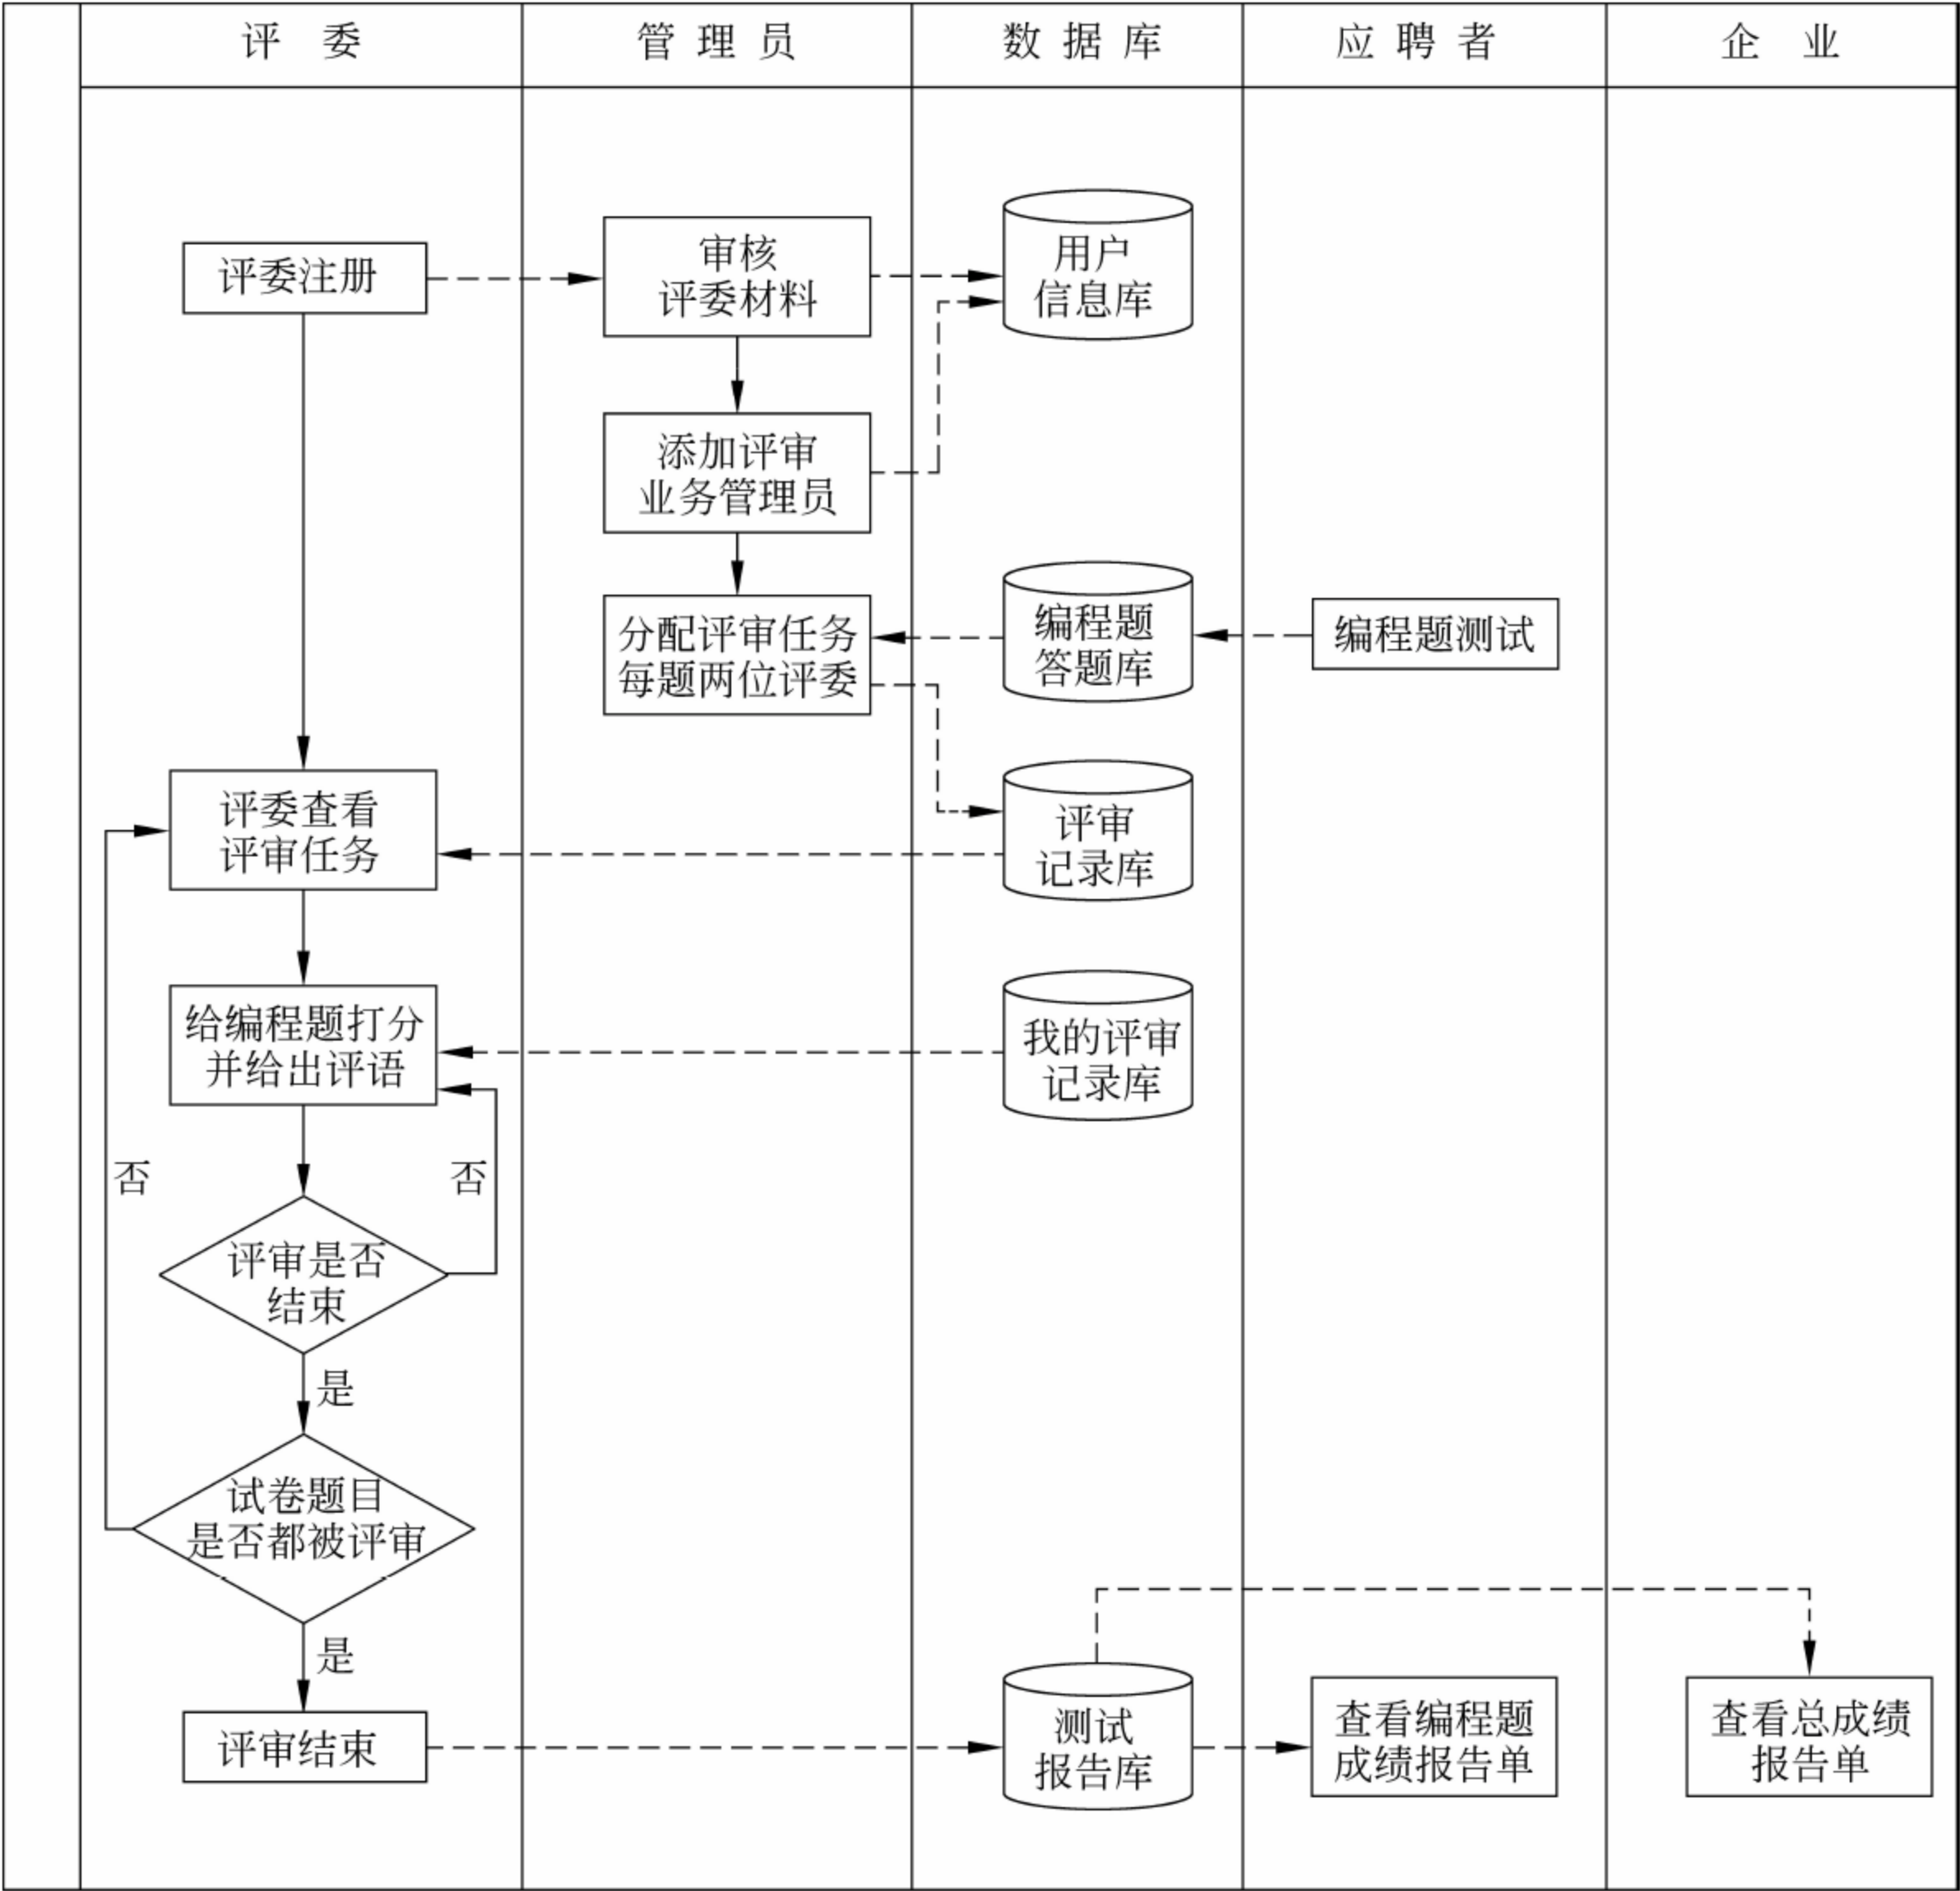 评 委
管 理 员
数 据 库
应 聘 者
企 业
评委注册
审核
评委材料
用户
信息库
添加评审
业务管理员
分配评审任务
每题两位评委
编程题
答题库
编程题测试
评委查看
评审任务
评审
记录库
给编程题打分
并给出评语
我的评审
记录库
否
否
评审是否
结束
是
试卷题目
是否都被评审
是
评审结束
测试
报告库
查看编程题
成绩报告单
查看总成绩
报告单